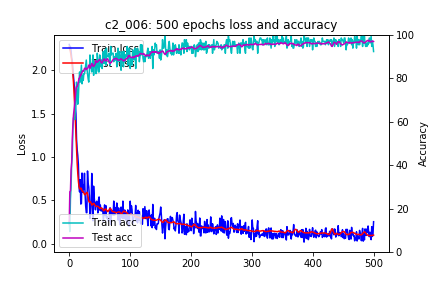 c2_006: 500 epochs loss and accuracy
Train loss
Test loss
2.0
1.5
1.0
0.5
0.0
Loss
100
80
60
40
20
0
Accuracy
Train acc
Test acc
0
100
200
300
400
500